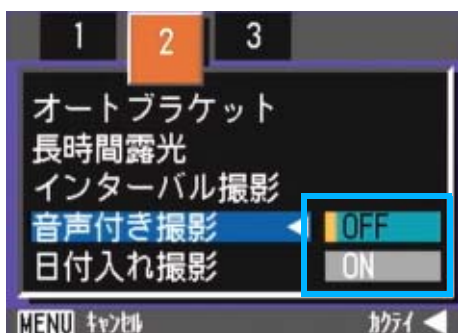 1 2 3
オートブラケット
長時間露光
インターバル撮影
音声付き撮影 OFF
日付入れ撮影 ON
MENU ｷｬﾝｾﾙ ｶｸﾃｲ